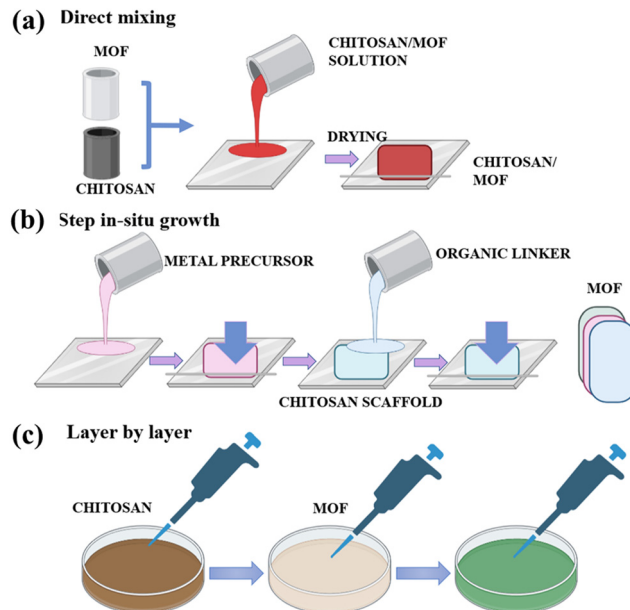 (a) Direct mixing
MOF
CHITOSAN
CHITOSAN/MOF
SOLUTION
DRYING
CHITOSAN/
MOF
(b) Step in-situ growth
METAL PRECURSOR
ORGANIC LINKER
MOF
CHITOSAN SCAFFOLD
(c) Layer by layer
CHITOSAN
MOF